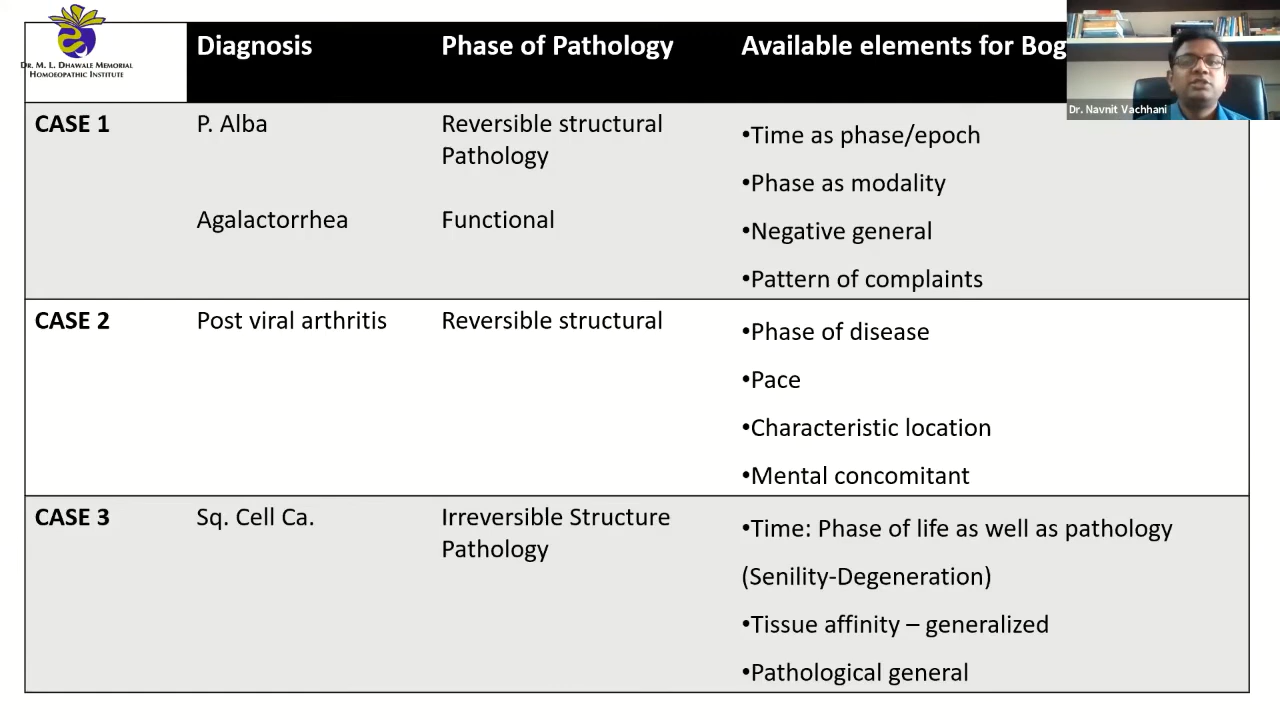 DR. M. L. DHAWALE MEMORIAL
HOMOEOPATHIC INSTITUTE
Diagnosis
Phase of Pathology
Available elements for
Dr. Navnit Vachhani
CASE 1
P. Alba
Reversible structural
Pathology
Agalactorrhea
Functional
•Time as phase/epoch
•Phase as modality
•Negative general
•Pattern of complaints
CASE 2
Post viral arthritis
Reversible structural
•Phase of disease
•Pace
•Characteristic location
•Mental concomitant
CASE 3
Sq. Cell Ca.
Irreversible Structure
Pathology
•Time: Phase of life as well as pathology
(Senility-Degeneration)
•Tissue affinity – generalized
•Pathological general